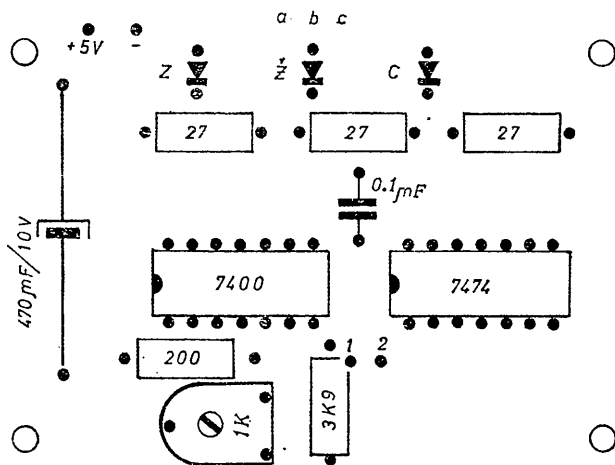 a b c
+5V -
Z Ż C
27 27 27
0.1mF
470mF/10V
7400 7474
200 1 2
1K 3K9